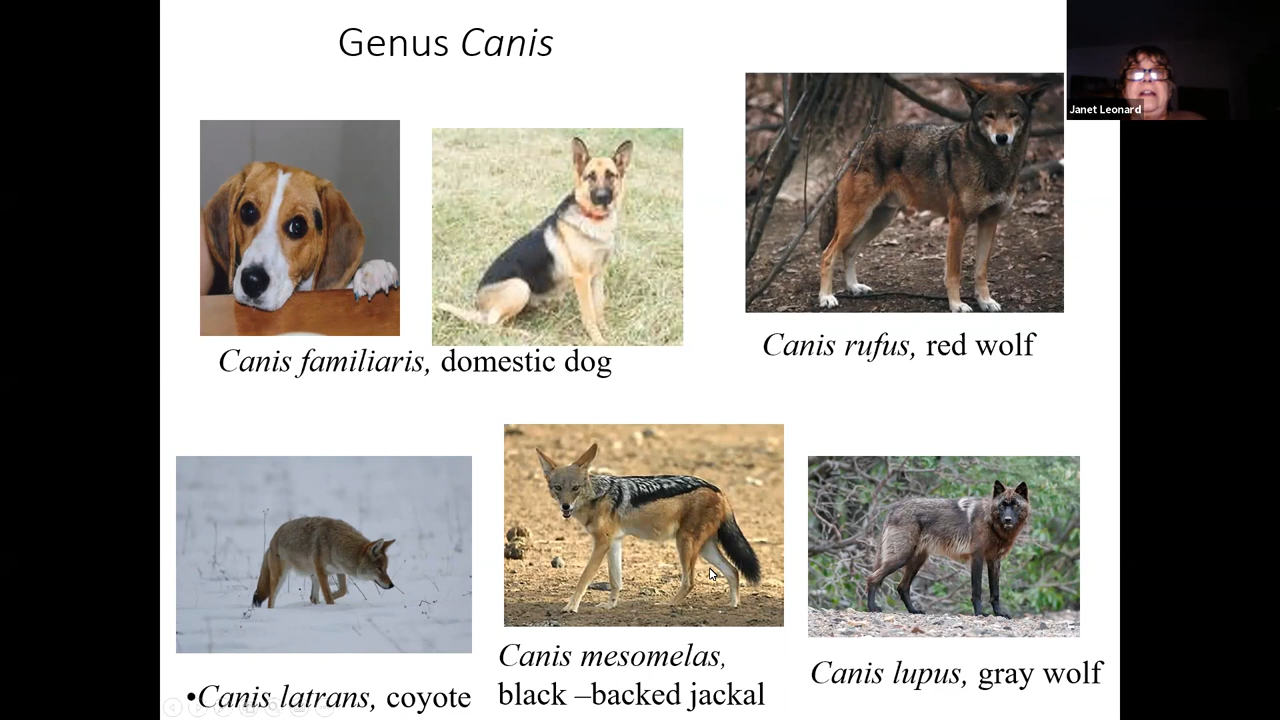 Genus Canis
Janet Leonard
Canis familiaris, domestic dog
Canis rufus, red wolf
•Canis latrans, coyote
Canis mesomelas,
black –backed jackal
Canis lupus, gray wolf